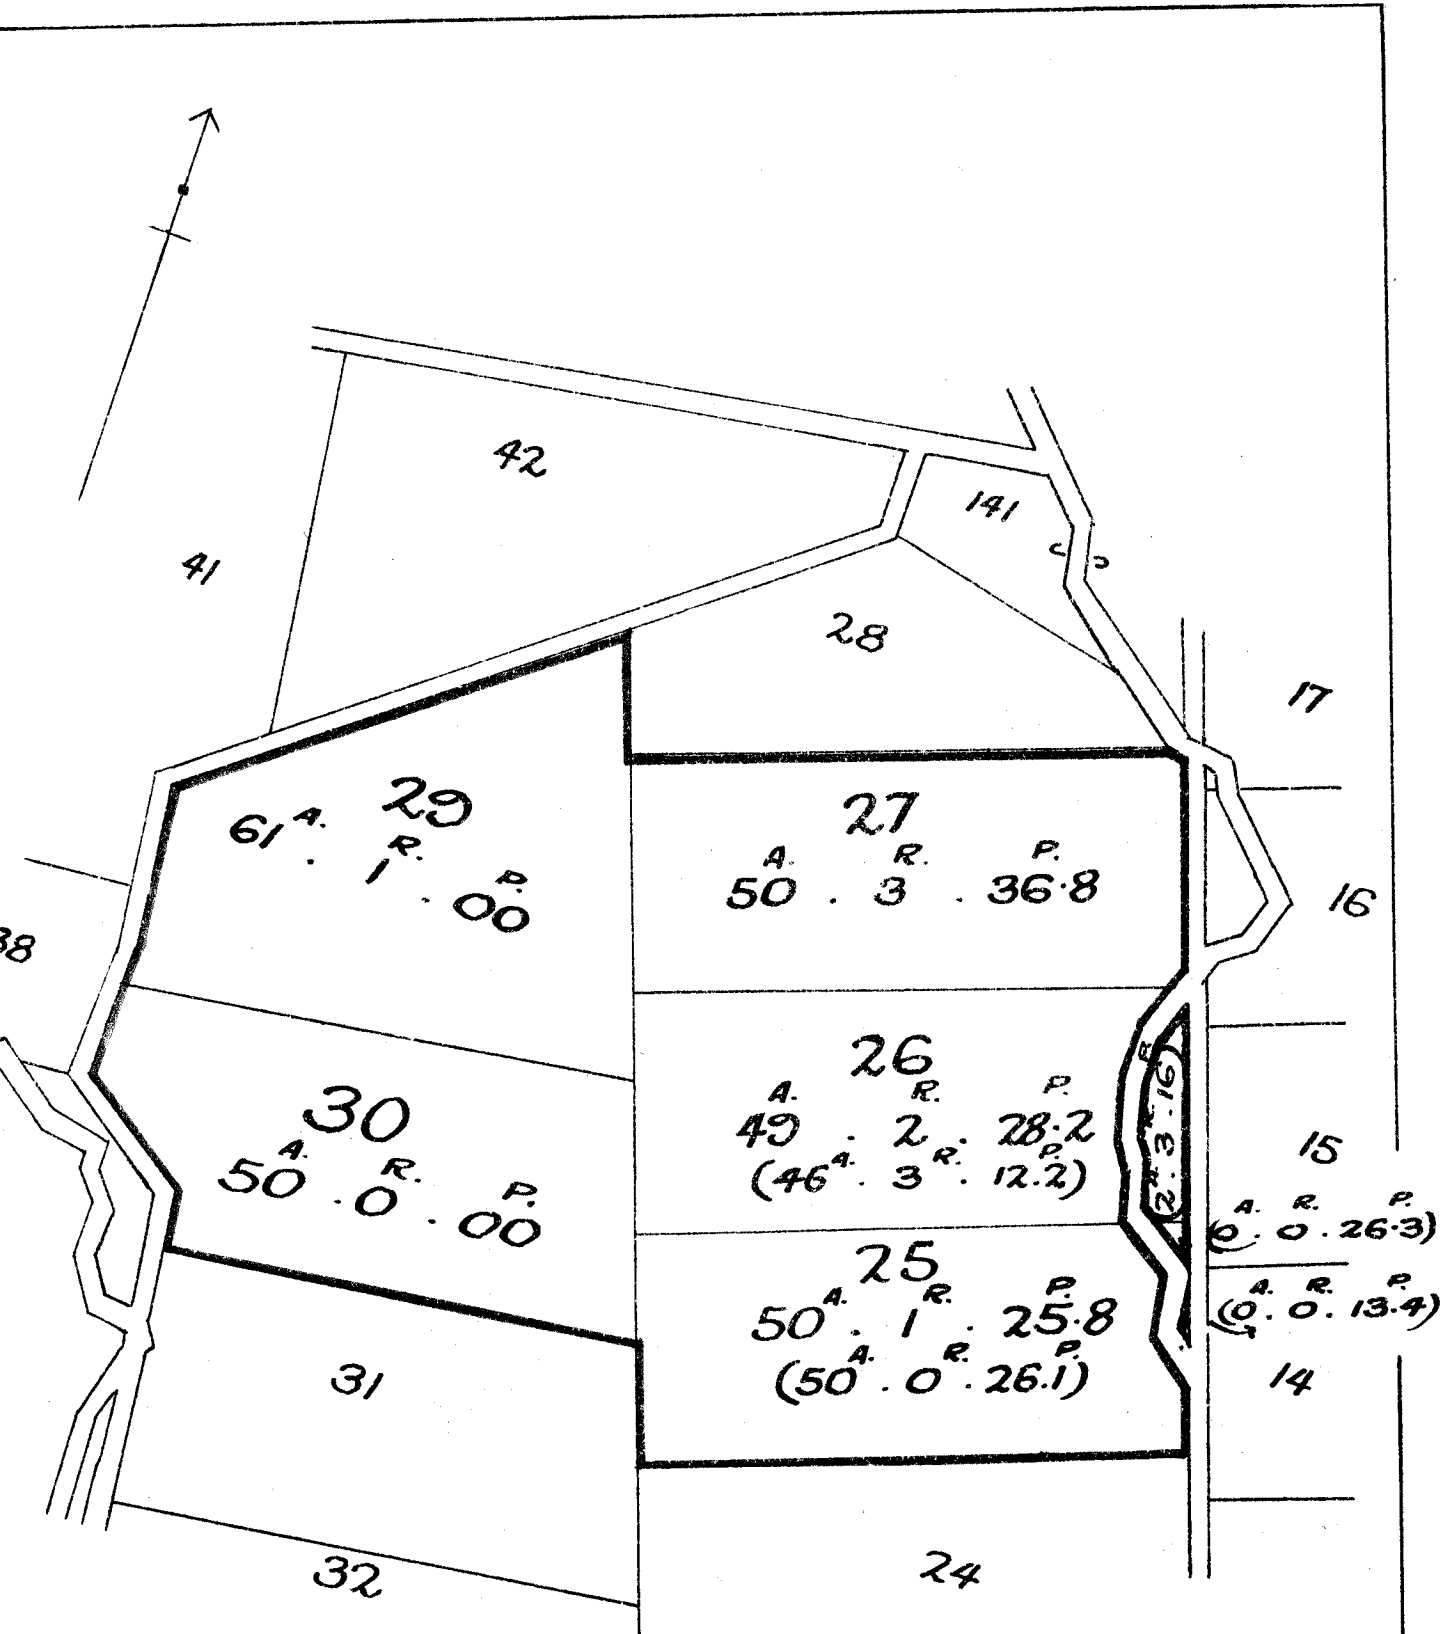 42
141
41
28
17
29
61 A. . 1 R. . 00 P.
27
A. R. P.
50 . 3 . 36.8
16
38
26
A. R. P.
49 . 2 . 28.2
(46 A. . 3 R. . 12.2 P.)
(2 A. . 3 R. . 16 P.)
30
A. R. P.
50 . 0 . 00
15
A. R. P.
(0 . 0 . 26.3)
25
50 A. . 1 R. . 25.8 P.
(50 A. . 0 R. . 26.1 P.)
A. R. P.
(0 . 0 . 13.4)
31
14
32
24